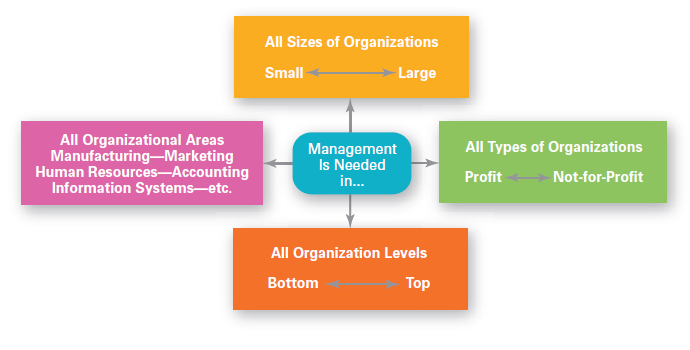 All Sizes of Organizations
Small Large
All Organizational Areas
Manufacturing—Marketing
Human Resources—Accounting
Information Systems—etc.
Management
Is Needed
in...
All Types of Organizations
Profit Not-for-Profit
All Organization Levels
Bottom Top